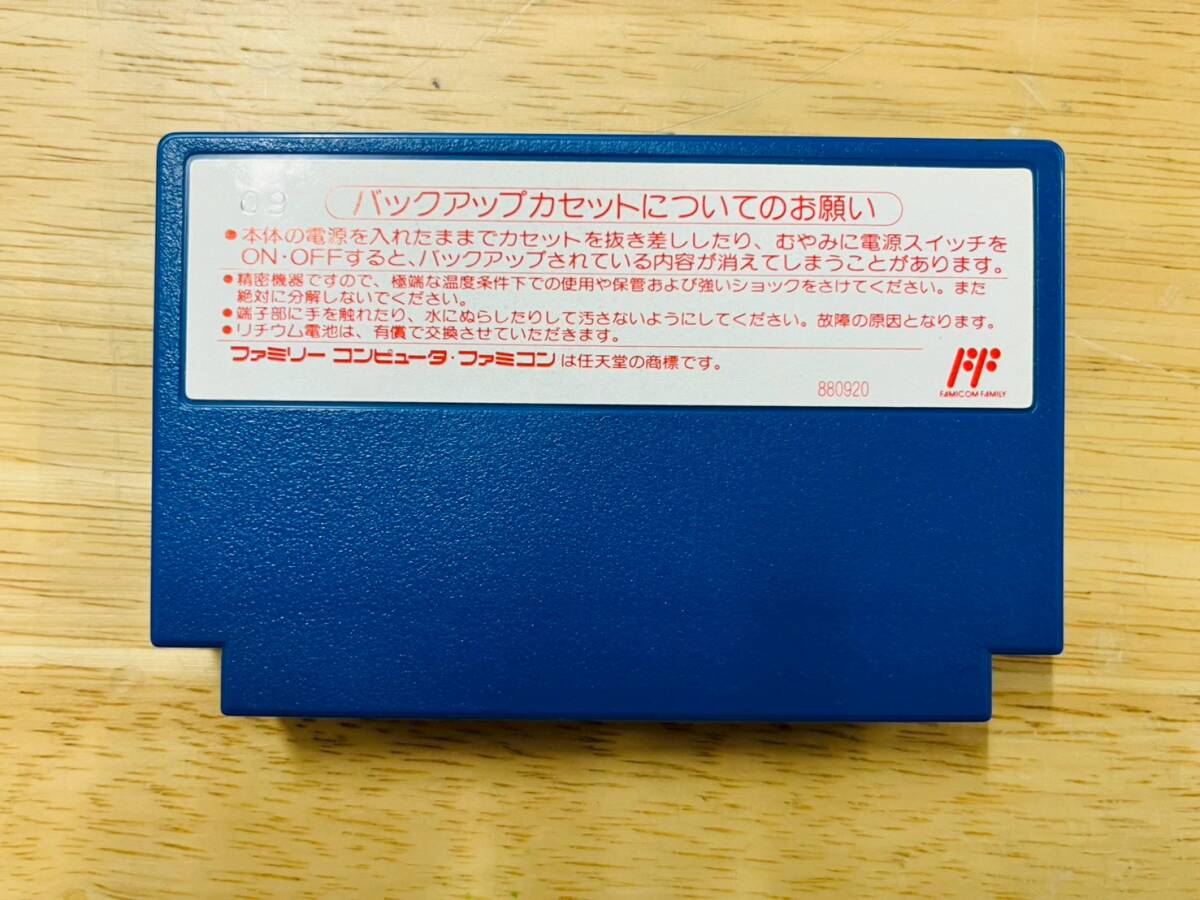 09
バックアップカセットについてのお願い
●本体の電源を入れたままでカセットを抜き差ししたり、むやみに電源スイッチを
ON・OFFすると、バックアップされている内容が消えてしまうことがあります。
●精密機器ですので、極端な温度条件下での使用や保管および強いショックをさけてください。また
絶対に分解しないでください。
●端子部に手を触れたり、水にぬらしたりして汚さないようにしてください。故障の原因となります。
●リチウム電池は、有償で交換させていただきます。
ファミリー コンピュータ・ファミコン は任天堂の商標です。
880920
FF
FAMICOM FAMILY